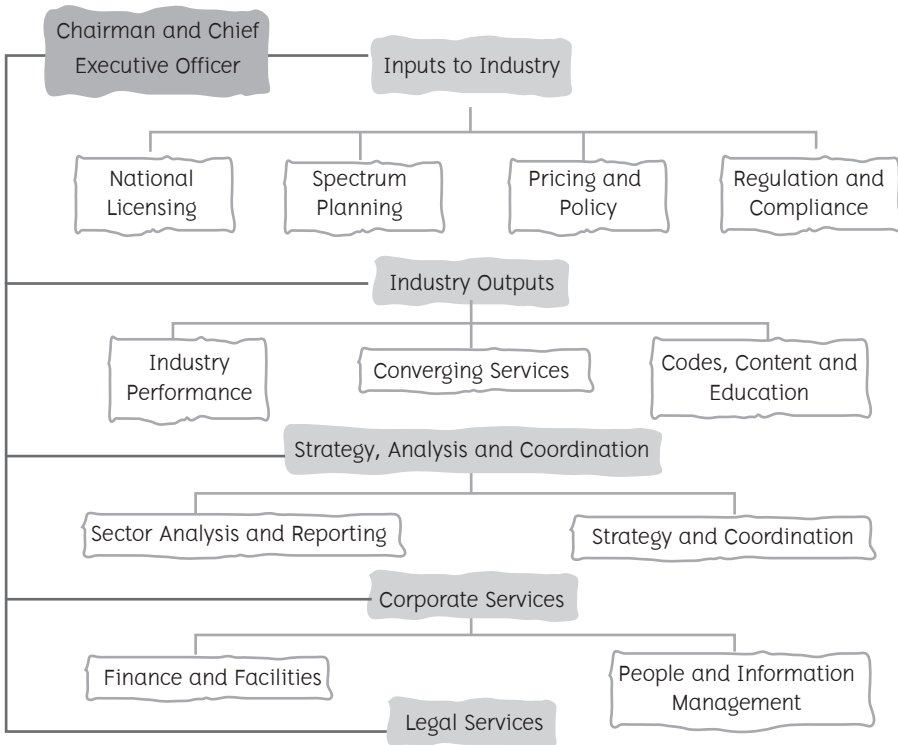 Chairman and Chief
Executive Officer
Inputs to Industry
National
Licensing
Spectrum
Planning
Pricing and
Policy
Regulation and
Compliance
Industry Outputs
Industry
Performance
Converging Services
Codes, Content and
Education
Strategy, Analysis and Coordination
Sector Analysis and Reporting
Strategy and Coordination
Corporate Services
Finance and Facilities
People and Information
Management
Legal Services